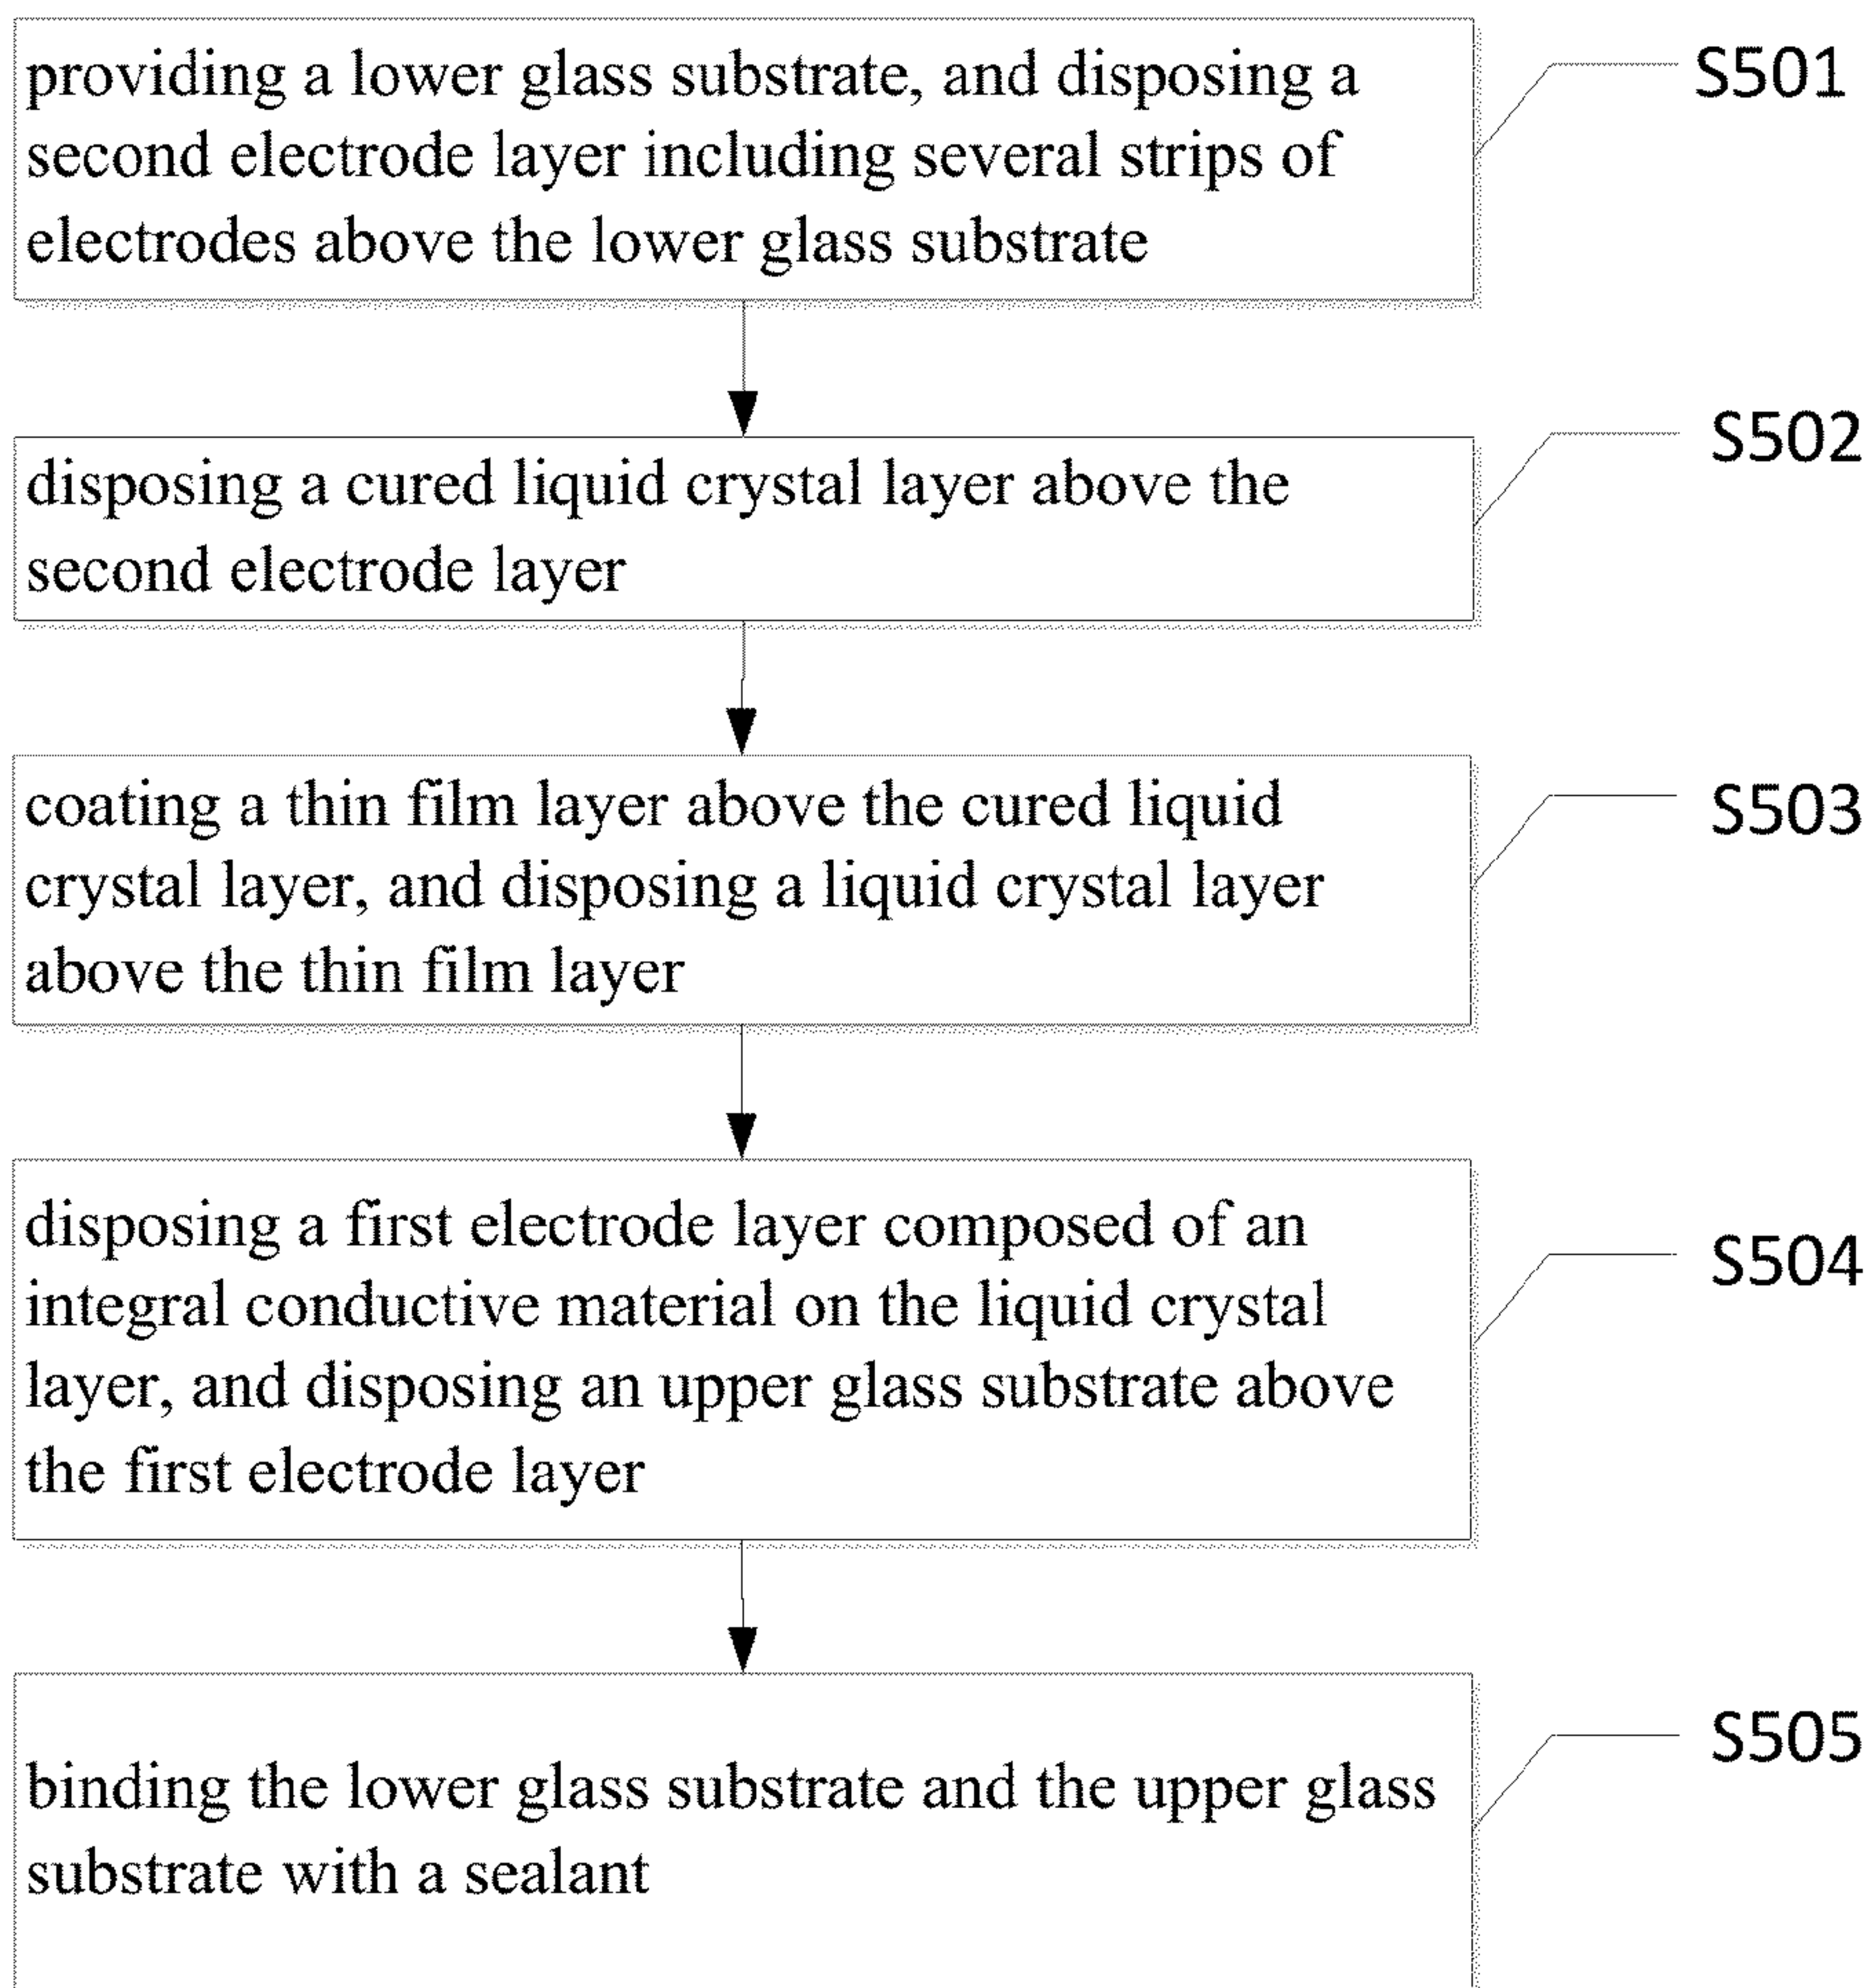 providing a lower glass substrate, and disposing a
second electrode layer including several strips of
electrodes above the lower glass substrate
S501
disposing a cured liquid crystal layer above the
second electrode layer
S502
coating a thin film layer above the cured liquid
crystal layer, and disposing a liquid crystal layer
above the thin film layer
S503
disposing a first electrode layer composed of an
integral conductive material on the liquid crystal
layer, and disposing an upper glass substrate above
the first electrode layer
S504
binding the lower glass substrate and the upper glass
substrate with a sealant
S505